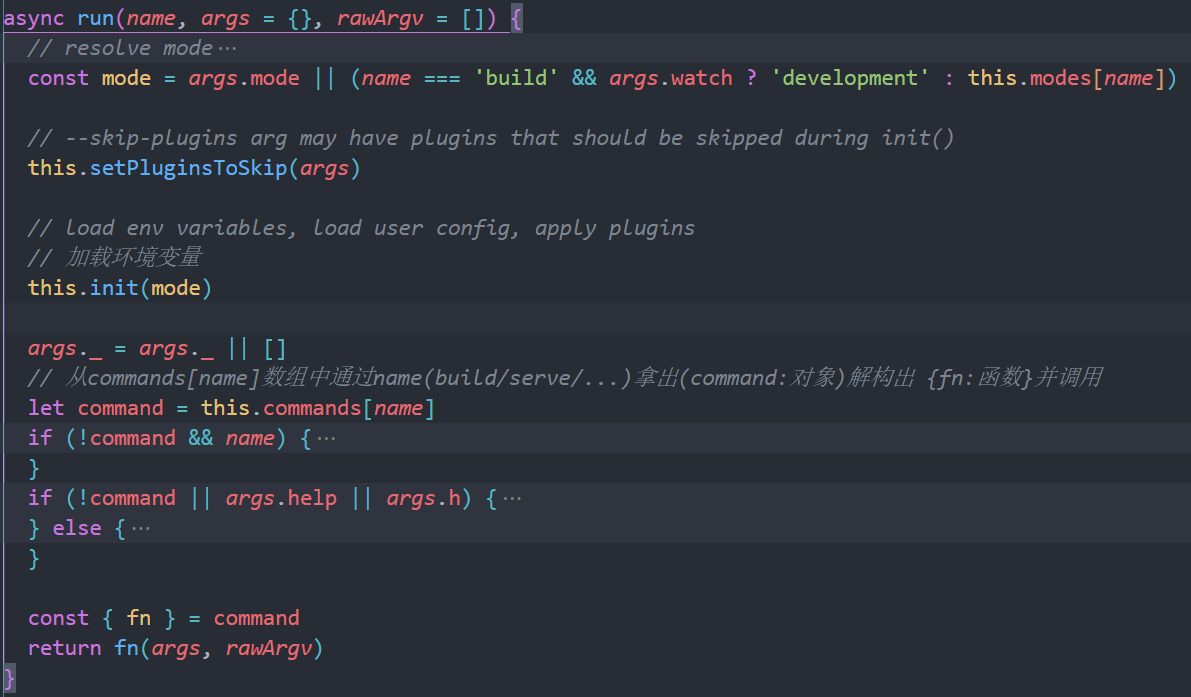 async run(name, args = {}, rawArgv = []) {
// resolve mode···
const mode = args.mode || (name === 'build' && args.watch ? 'development' : this.modes[name])
// --skip-plugins arg may have plugins that should be skipped during init()
this.setPluginsToSkip(args)
// load env variables, load user config, apply plugins
// 加载环境变量
this.init(mode)
args._ = args._ || []
// 从commands[name]数组中通过name(build/serve/...)拿出(command:对象)解构出 {fn:函数}并调用
let command = this.commands[name]
if (!command && name) {···
}
if (!command || args.help || args.h) {···
} else {···
}
const { fn } = command
return fn(args, rawArgv)
}